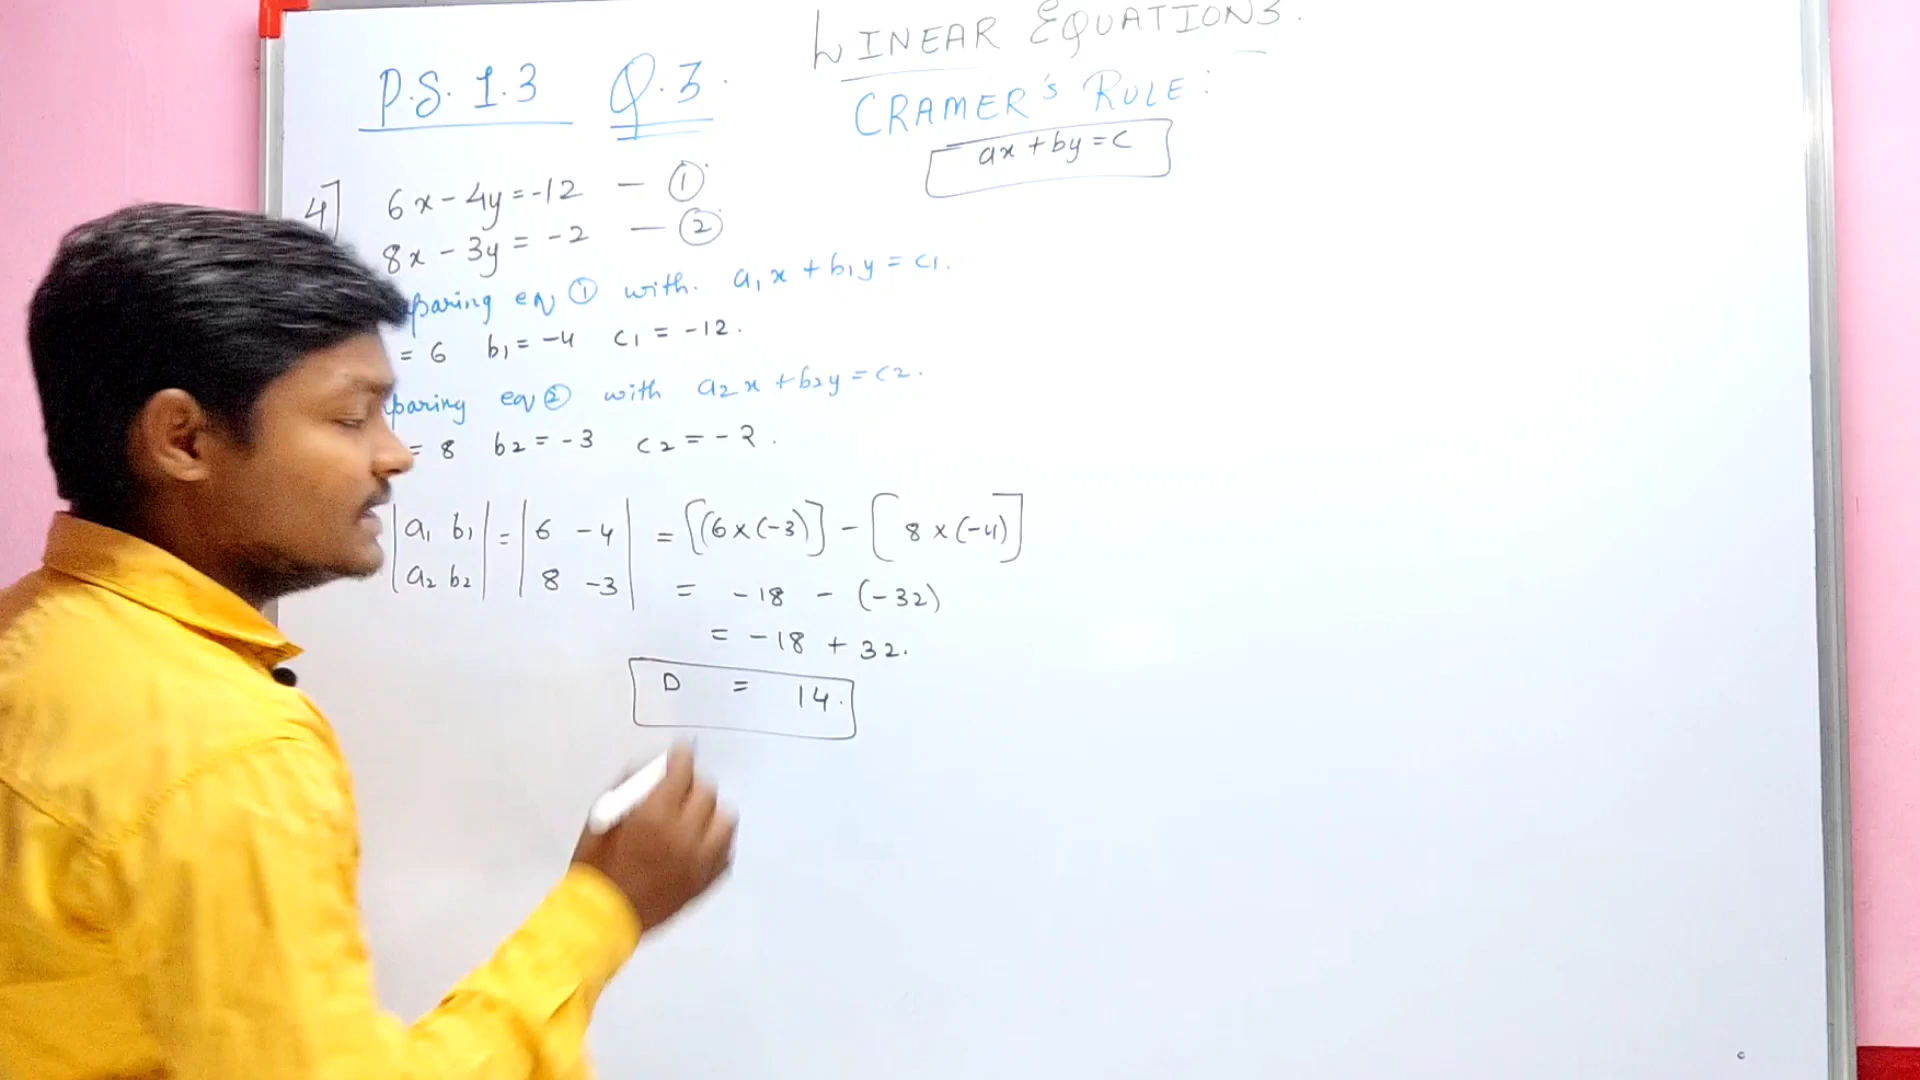 LINEAR EQUATIONS.
P.S. 1.3 Q.3.
CRAMER'S RULE:
ax + by = c
4] 6x - 4y = -12 — ①
8x - 3y = -2 — ②
paring eq ① with. a₁x + b₁y = c₁.
= 6 b₁ = -4 c₁ = -12.
paring eq ② with a₂x + b₂y = c₂.
= 8 b₂ = -3 c₂ = -2.
|a₁ b₁| = |6 -4| = [(6 × (-3)] - [8 × (-4)]
|a₂ b₂| |8 -3| = -18 - (-32)
= -18 + 32.
D = 14.